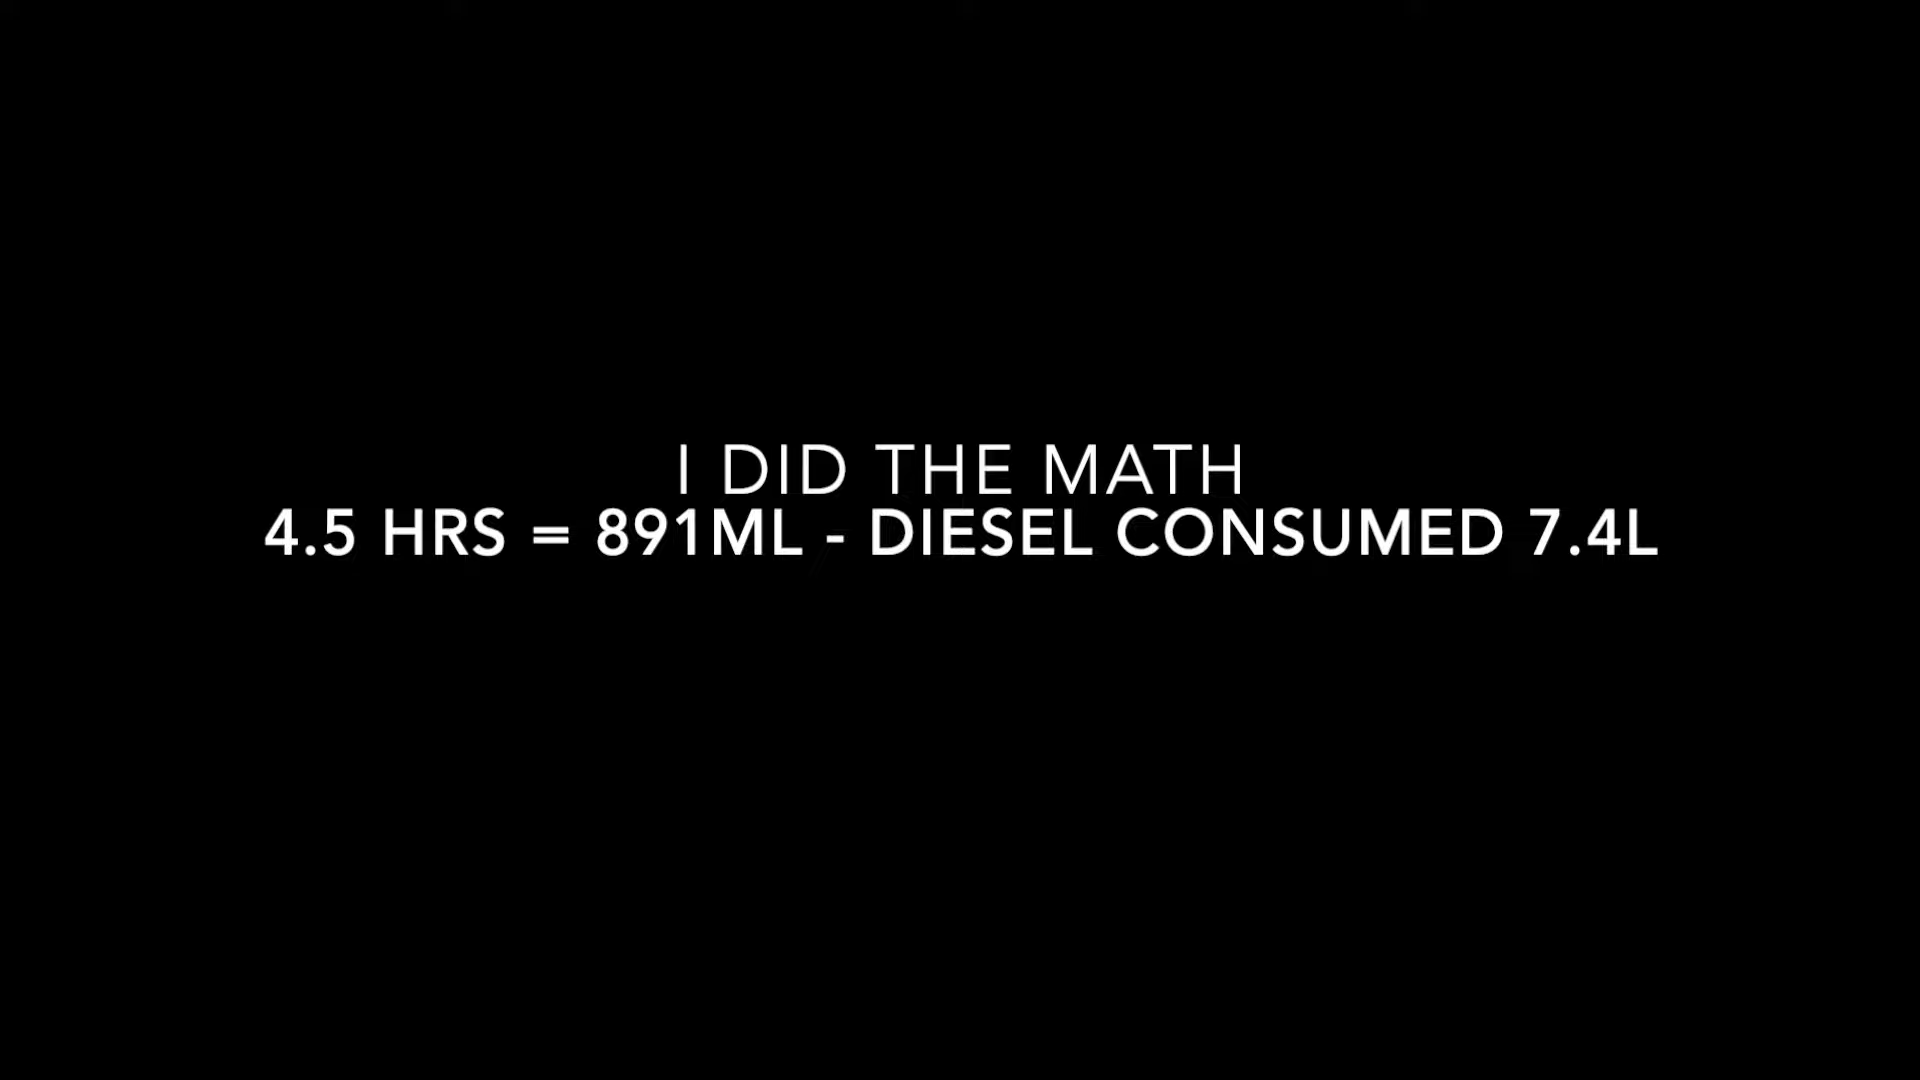 I DID THE MATH
4.5 HRS = 891ML - DIESEL CONSUMED 7.4L